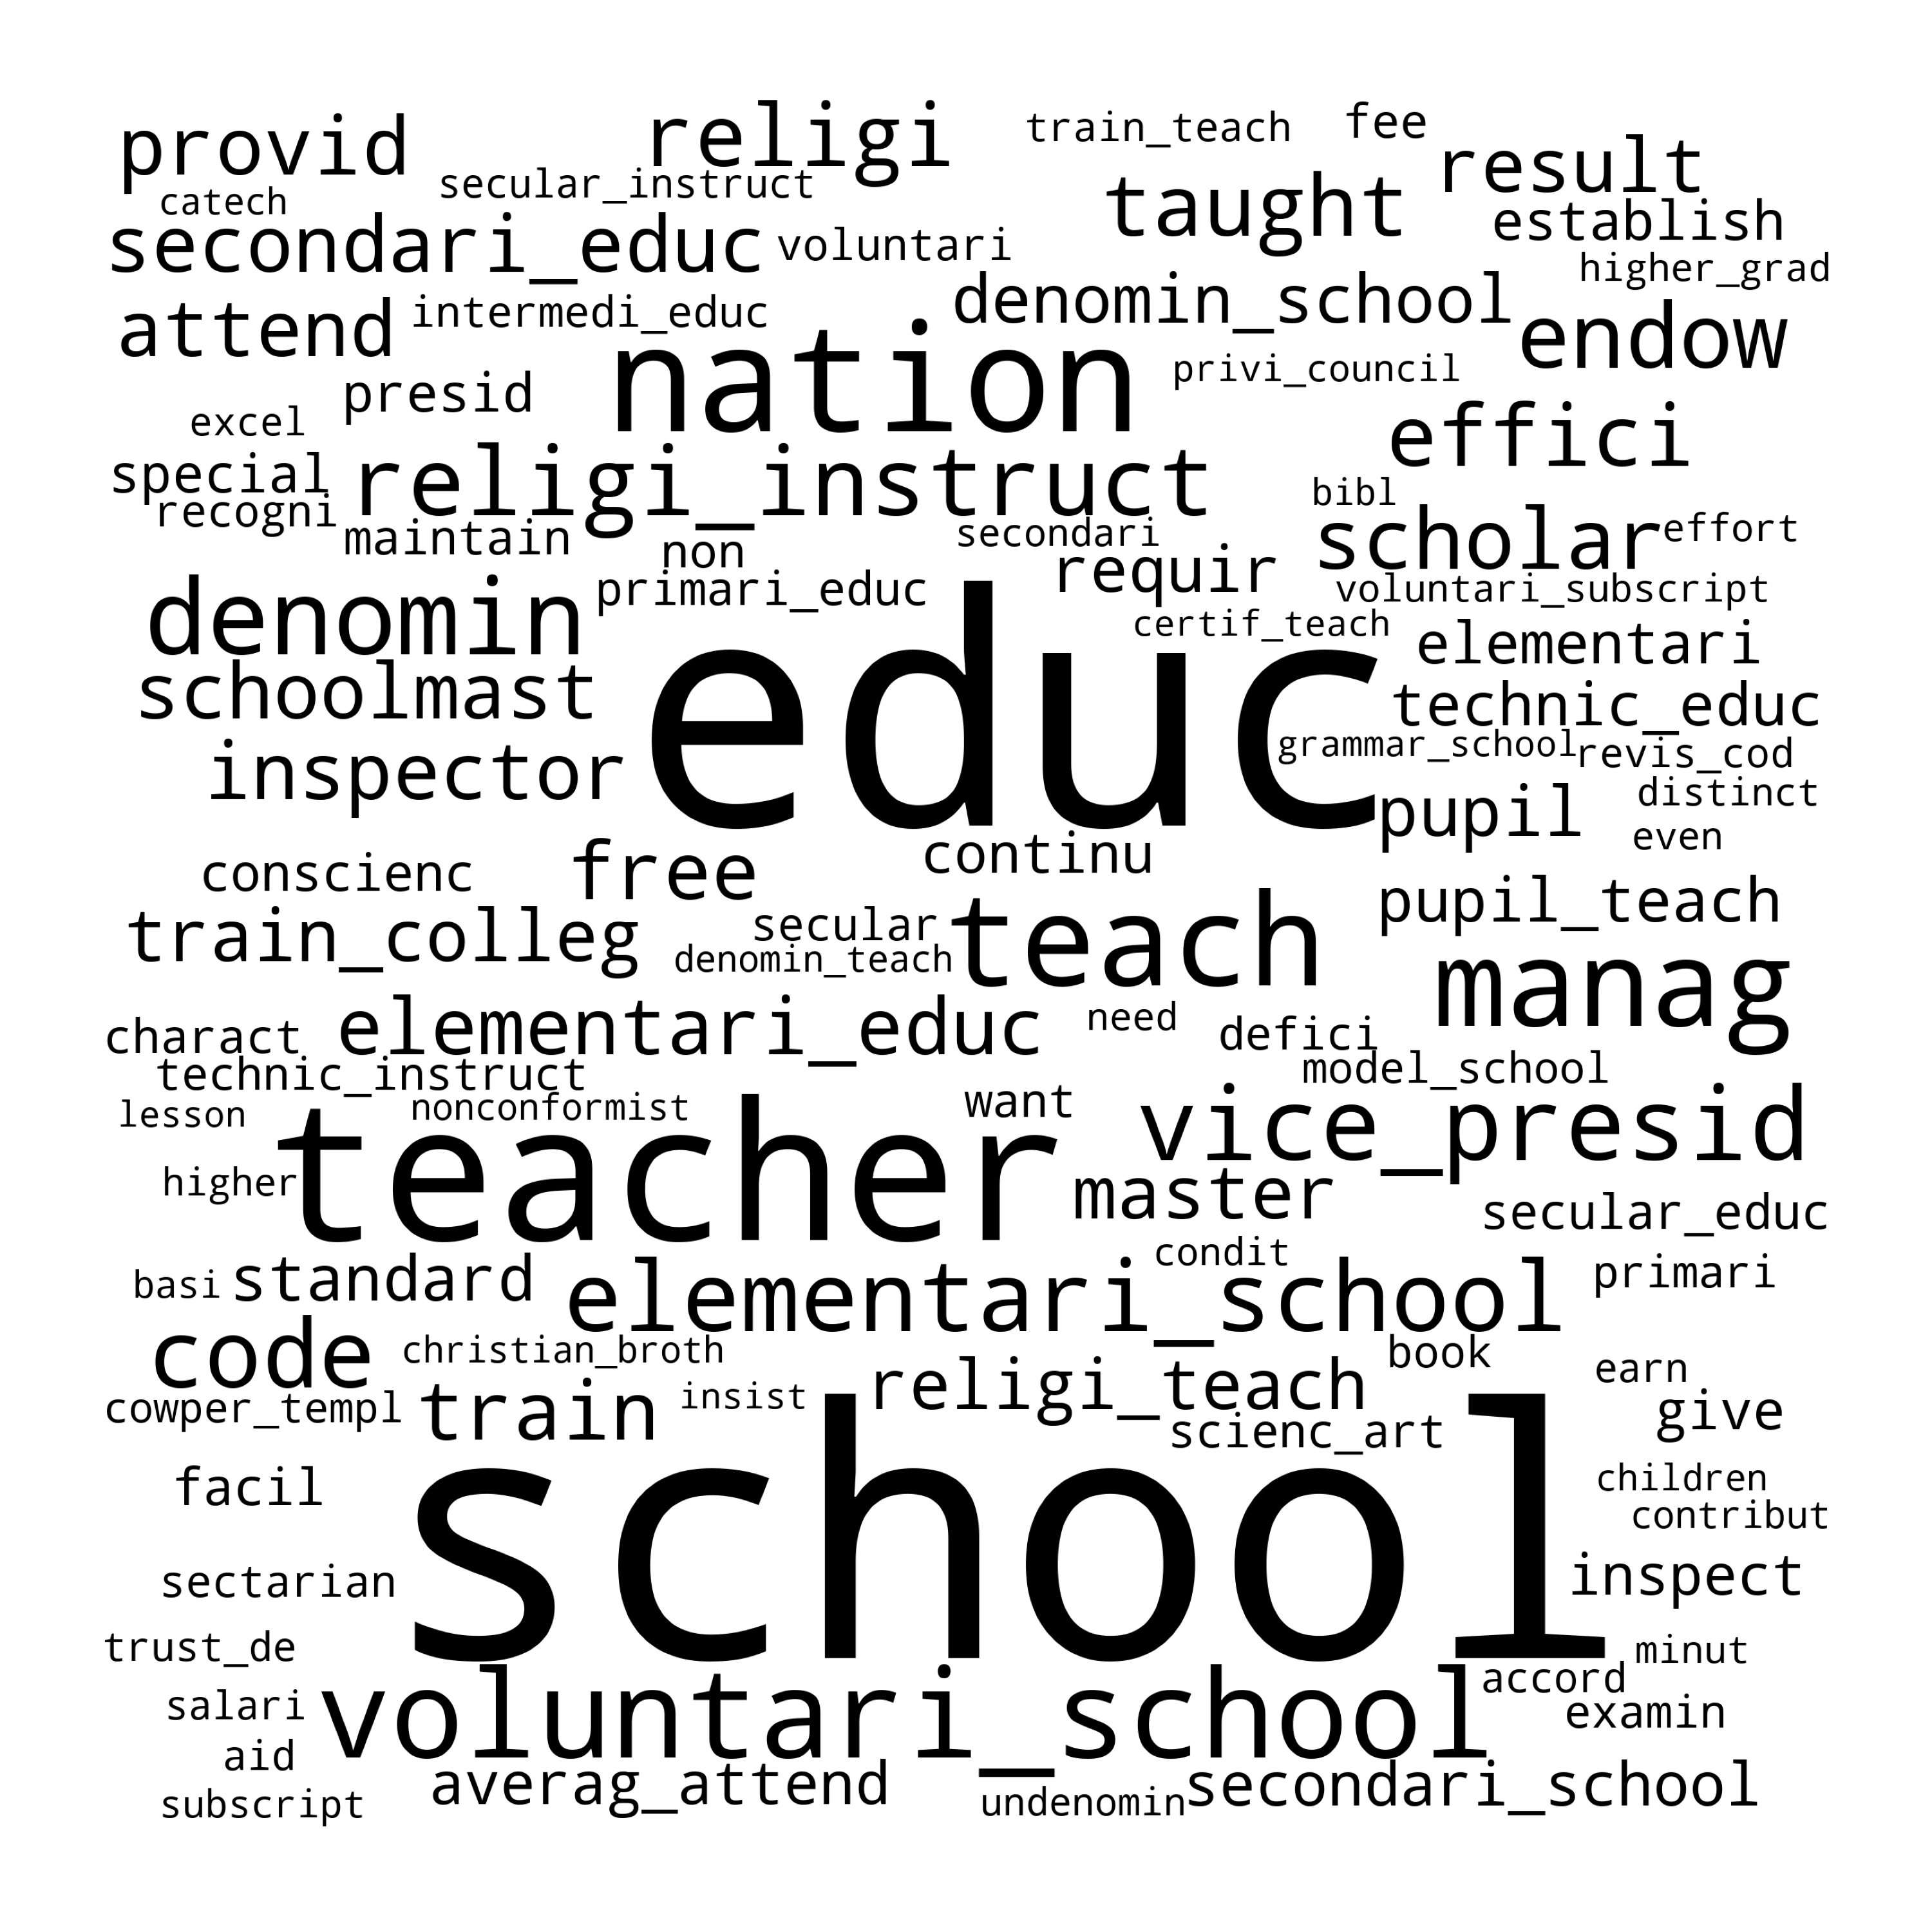 provid
religi
train_teach
fee
result
catech
secular_instruct
taught
establish
secondari_educ
voluntari
higher_grad
attend
intermedi_educ
denomin_school
endow
nation
privi_council
presid
excel
effici
special
religi_instruct
bibl
recogni
maintain
non
secondari
scholar
effort
denomin
primari_educ
requir
voluntari_subscript
certif_teach
elementari
schoolmast
educ
technic_educ
grammar_school
revis_cod
inspector
pupil
distinct
even
conscienc
free
continu
pupil_teach
train_colleg
secular
teach
denomin_teach
manag
charact
elementari_educ
need
defici
technic_instruct
model_school
lesson
nonconformist
want
vice_presid
teacher
higher
master
secular_educ
condit
basi
standard
elementari_school
primari
code
christian_broth
book
religi_teach
earn
cowper_templ
train
insist
give
scienc_art
facil
school
children
contribut
sectarian
inspect
trust_de
minut
accord
salari
voluntari_school
examin
aid
averag_attend
secondari_school
subscript
undenomin